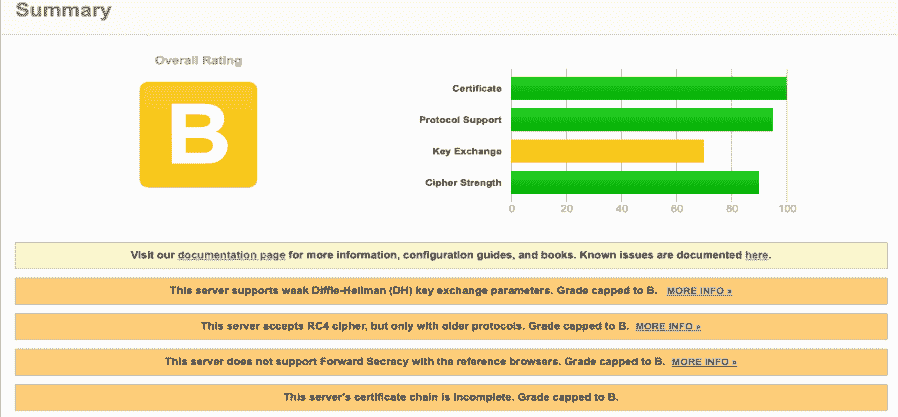 Summary
Overall Rating
B
Certificate
Protocol Support
Key Exchange
Cipher Strength
0 20 40 60 80 100
Visit our documentation page for more information, configuration guides, and books. Known issues are documented here.
This server supports weak Diffie-Hellman (DH) key exchange parameters. Grade capped to B. MORE INFO »
This server accepts RC4 cipher, but only with older protocols. Grade capped to B. MORE INFO »
This server does not support Forward Secrecy with the reference browsers. Grade capped to B. MORE INFO »
This server's certificate chain is incomplete. Grade capped to B.